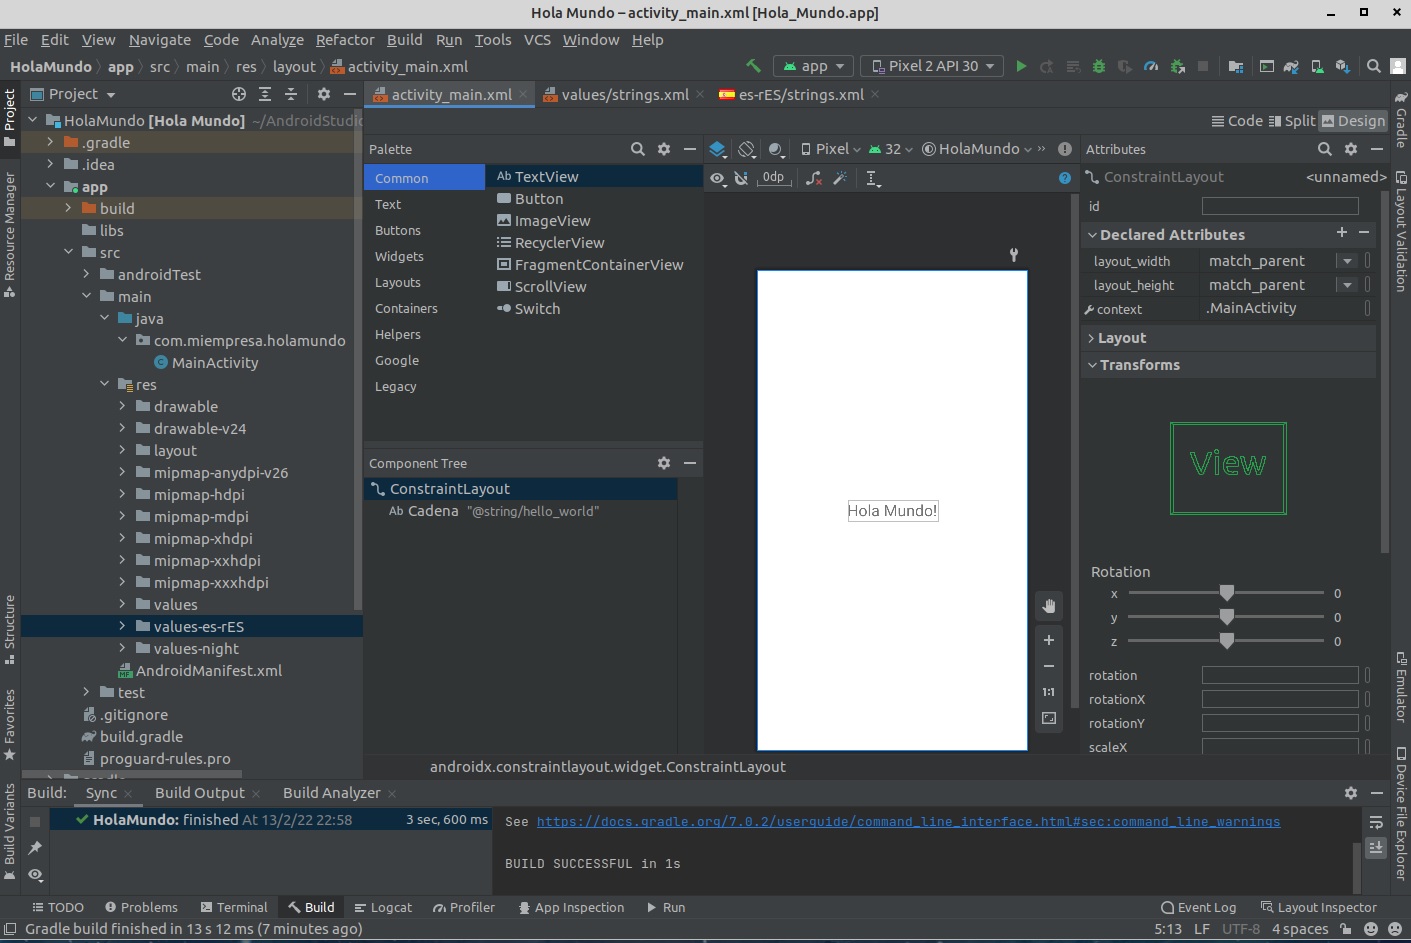 Hola Mundo – activity_main.xml [Hola_Mundo.app]
File Edit View Navigate Code Analyze Refactor Build Run Tools VCS Window Help
HolaMundo app src main res layout activity_main.xml
app Pixel 2 API 30
Project
activity_main.xml values/strings.xml es-rES/strings.xml
Code Split Design
HolaMundo [Hola Mundo] ~/AndroidStudio
.gradle
.idea
app
build
libs
src
androidTest
main
java
com.miempresa.holamundo
MainActivity
res
drawable
drawable-v24
layout
mipmap-anydpi-v26
mipmap-hdpi
mipmap-mdpi
mipmap-xhdpi
mipmap-xxhdpi
mipmap-xxxhdpi
values
values-es-rES
values-night
AndroidManifest.xml
test
.gitignore
build.gradle
proguard-rules.pro
Palette
Common
Text
Buttons
Widgets
Layouts
Containers
Helpers
Google
Legacy
Ab TextView
Button
ImageView
RecyclerView
FragmentContainerView
ScrollView
Switch
Component Tree
ConstraintLayout
Ab Cadena "@string/hello_world"
Pixel 32 HolaMundo »
0dp
Hola Mundo!
1:1
androidx.constraintlayout.widget.ConstraintLayout
Attributes
ConstraintLayout <unnamed>
id
Declared Attributes
layout_width match_parent
layout_height match_parent
context .MainActivity
Layout
Transforms
View
Rotation
x 0
y 0
z 0
rotation
rotationX
rotationY
scaleX
Project
Resource Manager
Structure
Favorites
Build Variants
Gradle
Layout Validation
Emulator
Device File Explorer
Build: Sync Build Output Build Analyzer
HolaMundo: finished At 13/2/22 22:58 3 sec, 600 ms
See https://docs.gradle.org/7.0.2/userguide/command_line_interface.html#sec:command_line_warnings
BUILD SUCCESSFUL in 1s
TODO Problems Terminal Build Logcat Profiler App Inspection Run Event Log Layout Inspector
Gradle build finished in 13 s 12 ms (7 minutes ago) 5:13 LF UTF-8 4 spaces